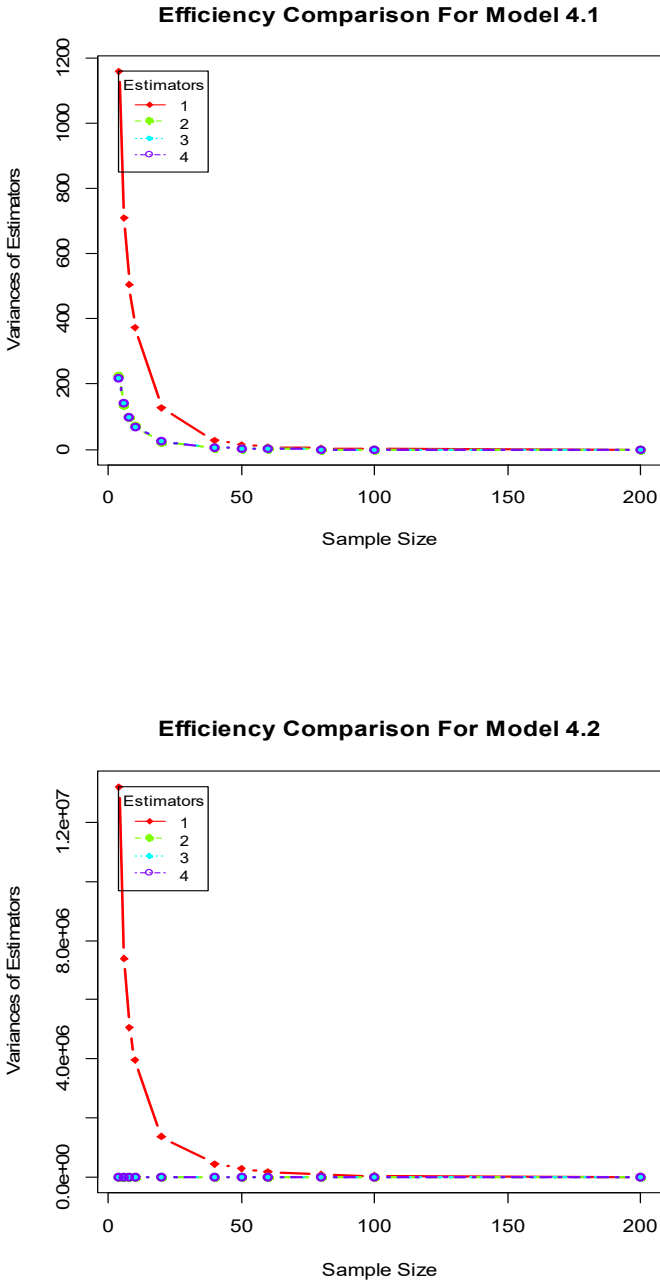 Efficiency Comparison For Model 4.1
Variances of Estimators
1200
1000
800
600
400
200
0
Estimators
1
2
3
4
0 50 100 150 200
Sample Size
Efficiency Comparison For Model 4.2
Variances of Estimators
1.2e+07
8.0e+06
4.0e+06
0.0e+00
Estimators
1
2
3
4
0 50 100 150 200
Sample Size